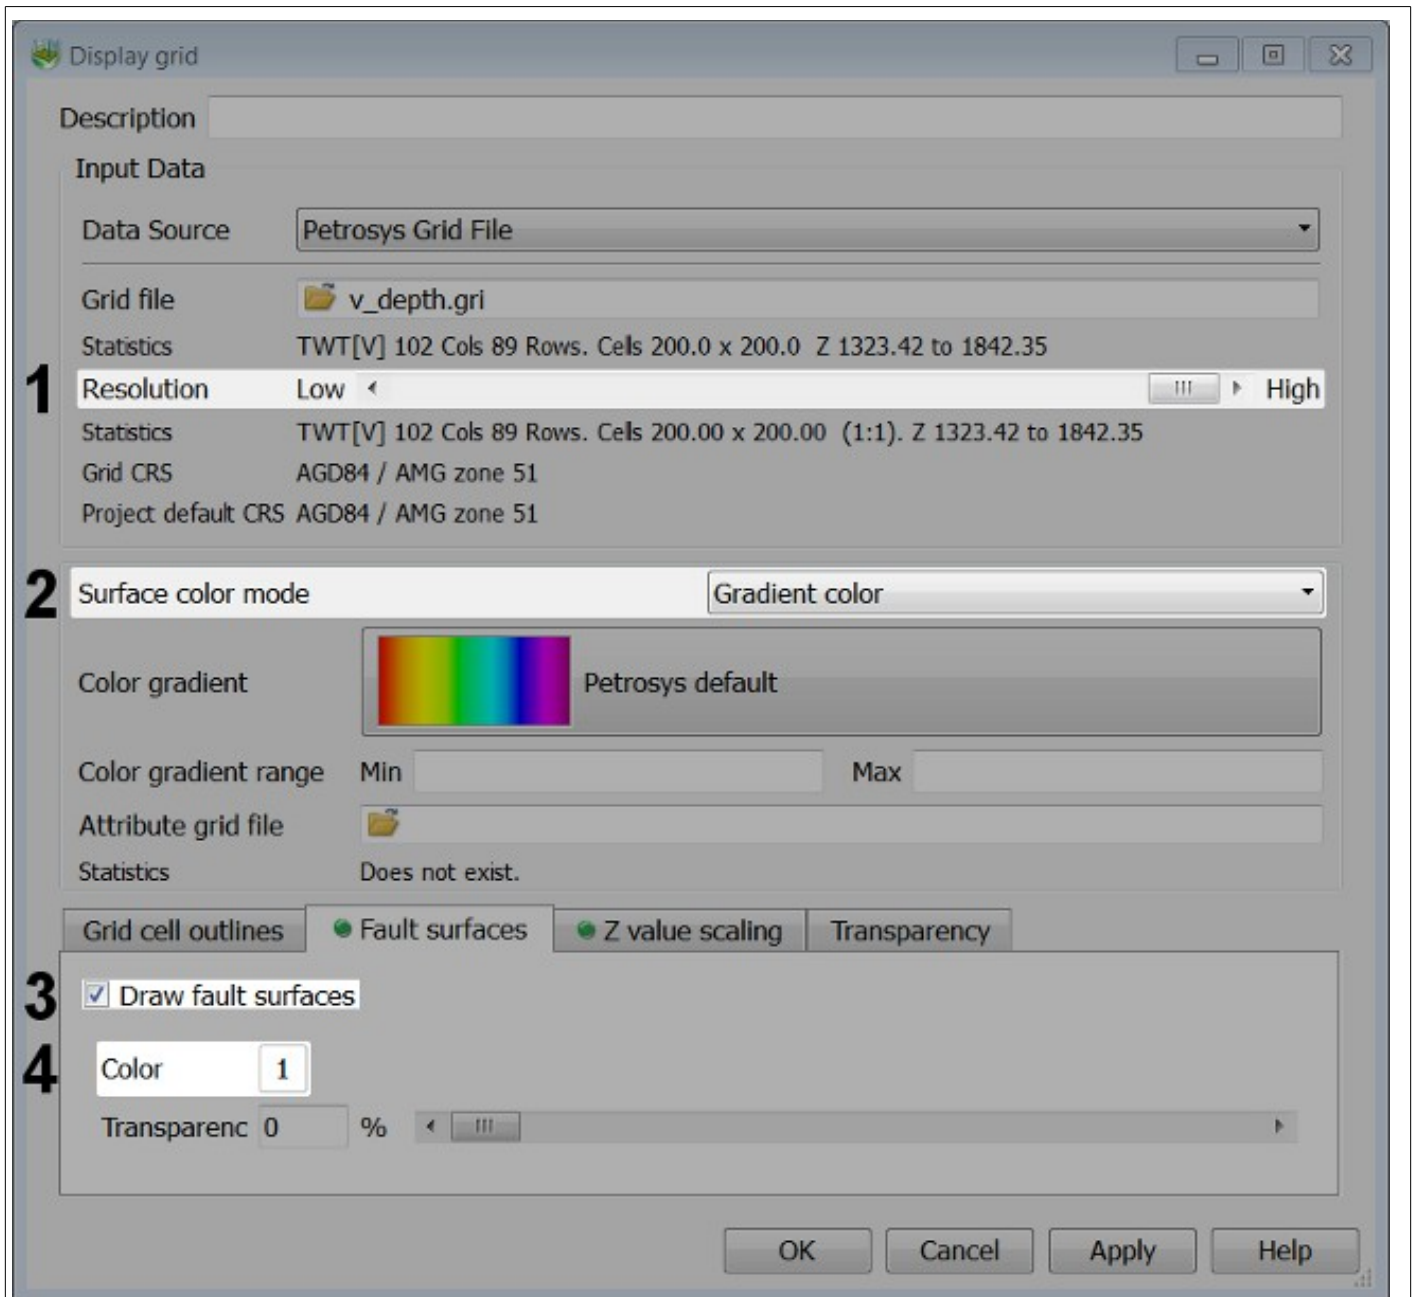 Display grid
Description
Input Data
Data Source Petrosys Grid File
Grid file v_depth.gri
Statistics TWT[V] 102 Cols 89 Rows. Cells 200.0 x 200.0 Z 1323.42 to 1842.35
1 Resolution Low High
Statistics TWT[V] 102 Cols 89 Rows. Cells 200.00 x 200.00 (1:1). Z 1323.42 to 1842.35
Grid CRS AGD84 / AMG zone 51
Project default CRS AGD84 / AMG zone 51
2 Surface color mode Gradient color
Color gradient Petrosys default
Color gradient range Min Max
Attribute grid file
Statistics Does not exist.
Grid cell outlines Fault surfaces Z value scaling Transparency
3 Draw fault surfaces
4 Color 1
Transparenc 0 %
OK Cancel Apply Help